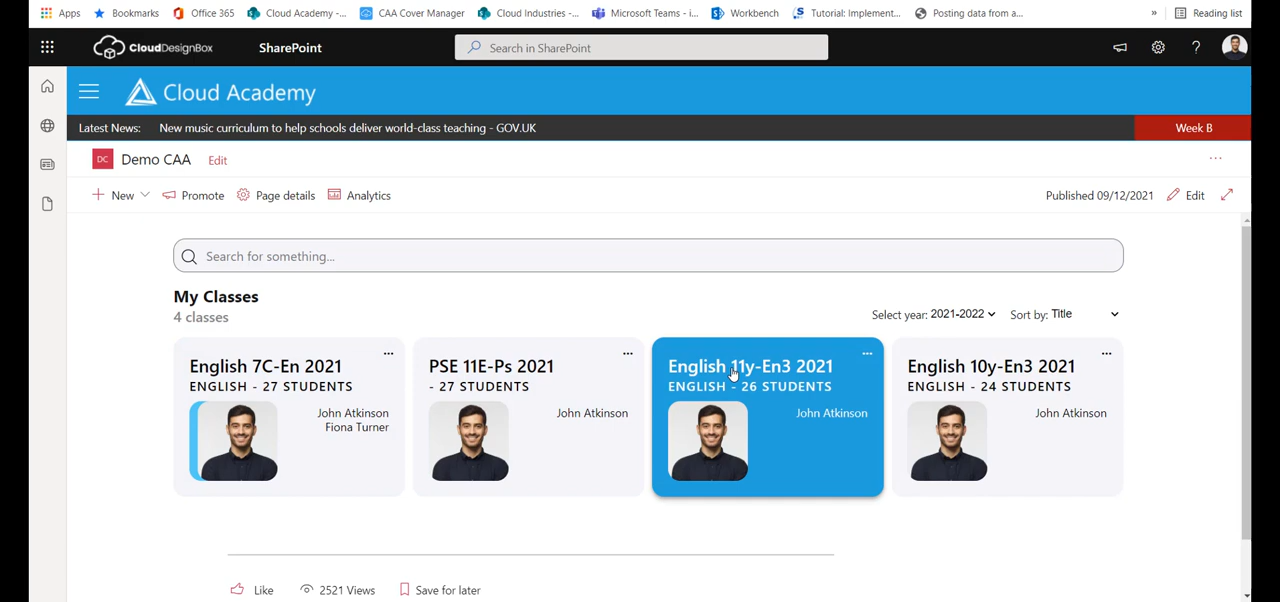 Apps Bookmarks Office 365 Cloud Academy -... CAA Cover Manager Cloud Industries -... Microsoft Teams - i... Workbench Tutorial: Implement... Posting data from a... » Reading list
CloudDesignBox SharePoint Search in SharePoint ?
Cloud Academy
Latest News: New music curriculum to help schools deliver world-class teaching - GOV.UK Week B
DC Demo CAA Edit ...
+ New Promote Page details Analytics Published 09/12/2021 Edit
Search for something...
My Classes
4 classes
Select year: 2021-2022 Sort by: Title
English 7C-En 2021 ...
ENGLISH - 27 STUDENTS
John Atkinson
Fiona Turner
PSE 11E-Ps 2021 ...
- 27 STUDENTS
John Atkinson
English 11y-En3 2021 ...
ENGLISH - 26 STUDENTS
John Atkinson
English 10y-En3 2021 ...
ENGLISH - 24 STUDENTS
John Atkinson
Like 2521 Views Save for later